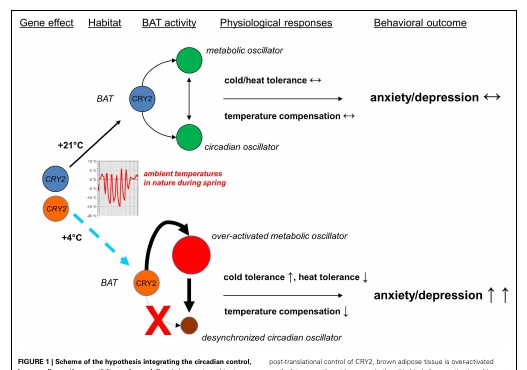 Gene effect Habitat BAT activity Physiological responses Behavioral outcome
metabolic oscillator
BAT CRY2
cold/heat tolerance ↔
anxiety/depression ↔
temperature compensation ↔
circadian oscillator
+21°C
CRY2
CRY2
ambient temperatures
in nature during spring
+4°C
over-activated metabolic oscillator
BAT CRY2
cold tolerance ↑, heat tolerance ↓
anxiety/depression ↑ ↑
temperature compensation ↓
X
desynchronized circadian oscillator
FIGURE 1 | Scheme of the hypothesis integrating the circadian control,
post-translational control of CRY2, brown adipose tissue is over-activated